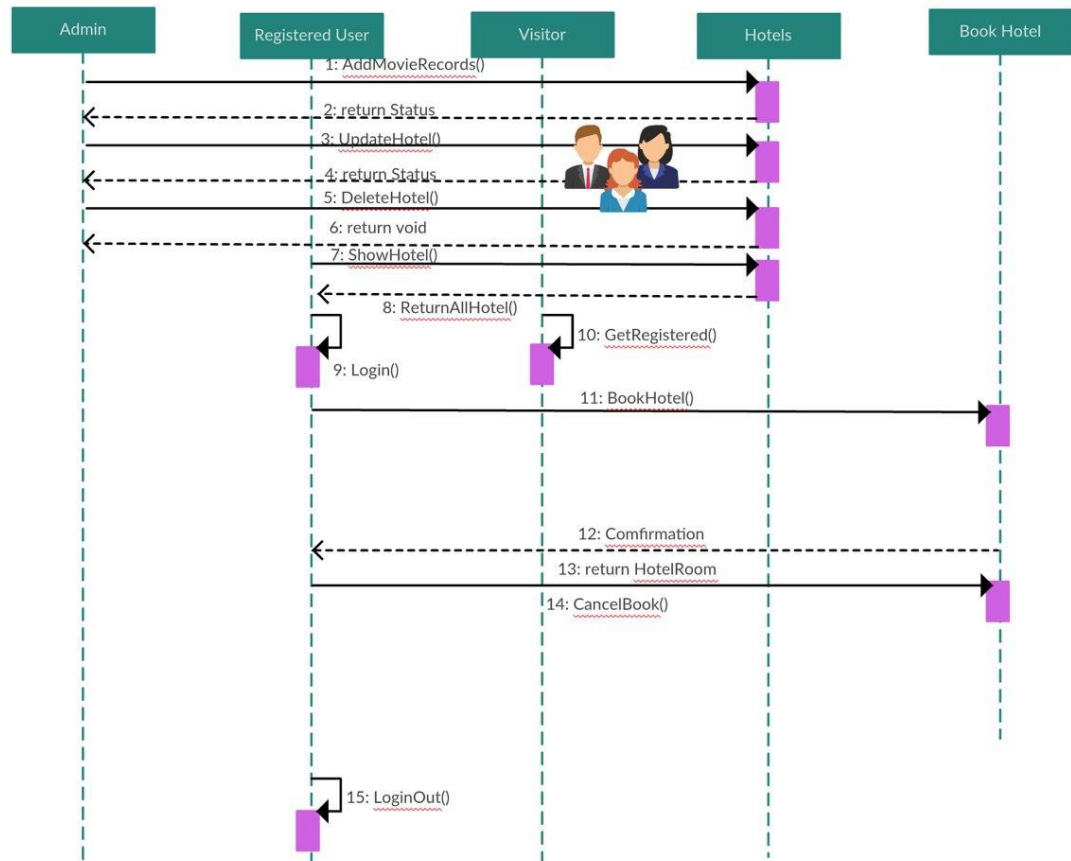 Admin
Registered User
Visitor
Hotels
Book Hotel
1: AddMovieRecords()
2: return Status
3: UpdateHotel()
4: return Status
5: DeleteHotel()
6: return void
7: ShowHotel()
8: ReturnAllHotel()
10: GetRegistered()
9: Login()
11: BookHotel()
12: Comfirmation
13: return HotelRoom
14: CancelBook()
15: LoginOut()